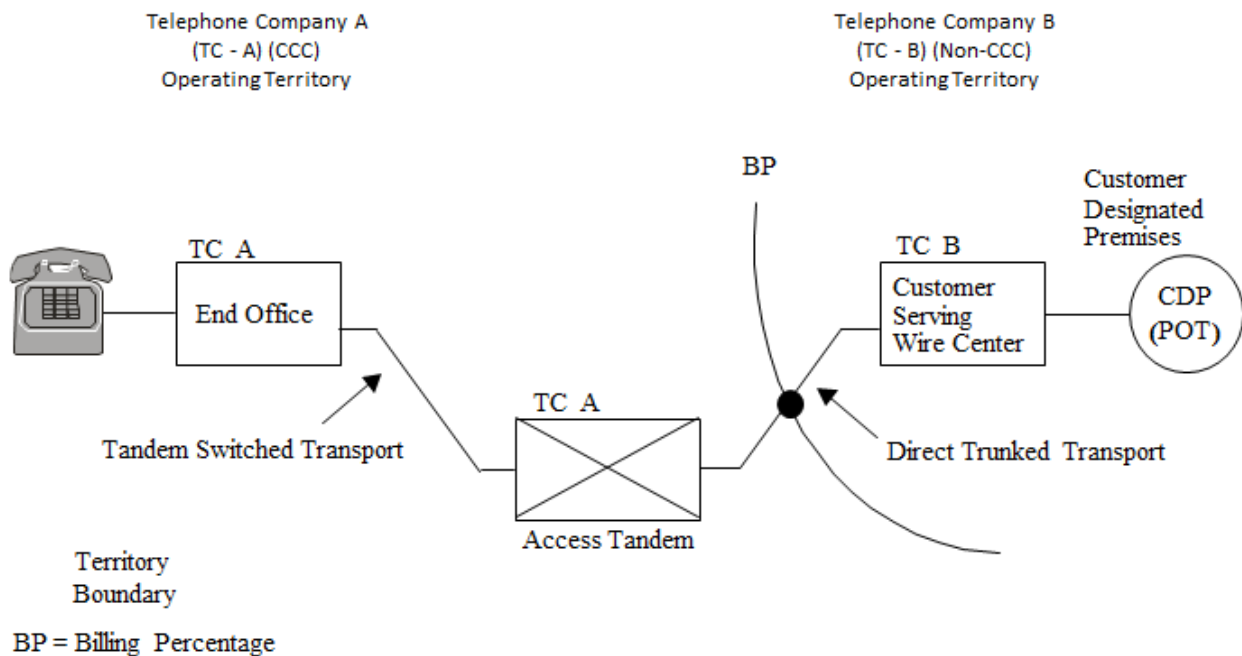 Telephone Company A
(TC - A) (CCC)
Operating Territory
Telephone Company B
(TC - B) (Non-CCC)
Operating Territory
BP
Customer
Designated
Premises
TC A
End Office
TC B
Customer
Serving
Wire Center
CDP
(POT)
Tandem Switched Transport
TC A
Direct Trunked Transport
Access Tandem
Territory
Boundary
BP = Billing Percentage